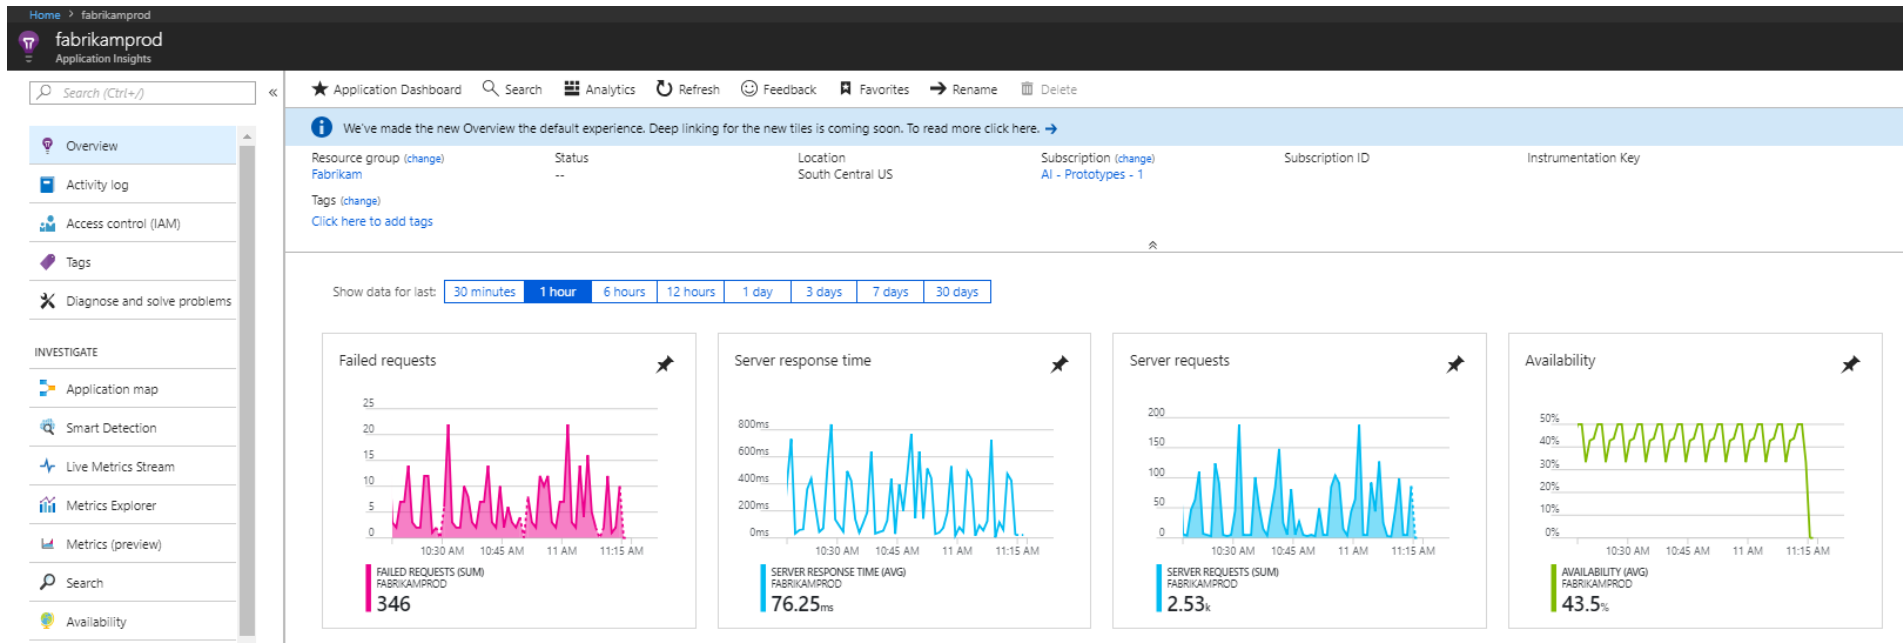 Home > fabrikamprod
fabrikamprod
Application Insights
Search (Ctrl+/)
«
Overview
Activity log
Access control (IAM)
Tags
Diagnose and solve problems
INVESTIGATE
Application map
Smart Detection
Live Metrics Stream
Metrics Explorer
Metrics (preview)
Search
Availability
Application Dashboard Search Analytics Refresh Feedback Favorites Rename Delete
We've made the new Overview the default experience. Deep linking for the new tiles is coming soon. To read more click here. →
Resource group (change) Status Location Subscription (change) Subscription ID Instrumentation Key
Fabrikam -- South Central US AI - Prototypes - 1
Tags (change)
Click here to add tags
Show data for last: 30 minutes 1 hour 6 hours 12 hours 1 day 3 days 7 days 30 days
Failed requests
25
20
15
10
5
0
10:30 AM 10:45 AM 11 AM 11:15 AM
FAILED REQUESTS (SUM)
FABRIKAMPROD
346
Server response time
800ms
600ms
400ms
200ms
0ms
10:30 AM 10:45 AM 11 AM 11:15 AM
SERVER RESPONSE TIME (AVG)
FABRIKAMPROD
76.25ms
Server requests
200
150
100
50
0
10:30 AM 10:45 AM 11 AM 11:15 AM
SERVER REQUESTS (SUM)
FABRIKAMPROD
2.53k
Availability
50%
40%
30%
20%
10%
0%
10:30 AM 10:45 AM 11 AM 11:15 AM
AVAILABILITY (AVG)
FABRIKAMPROD
43.5%